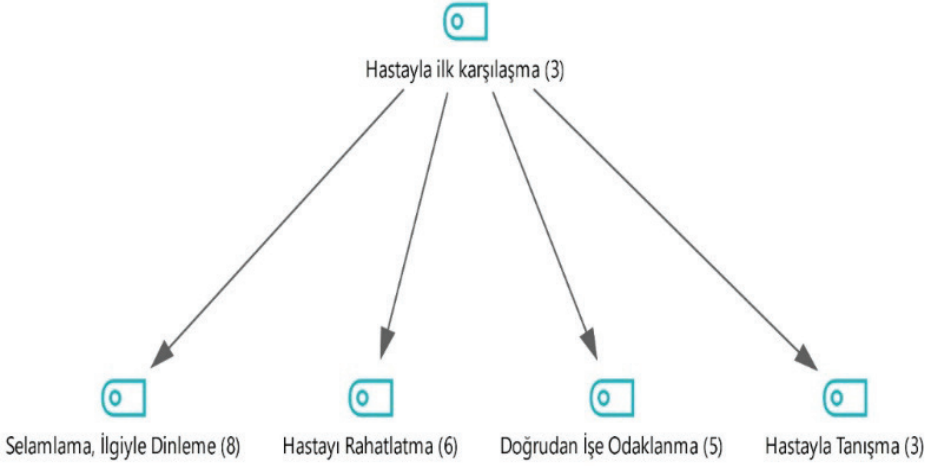 Hastayla ilk karşılaşma (3)
Selamlama, İlgiyle Dinleme (8)
Hastayı Rahatlatma (6)
Doğrudan İşe Odaklanma (5)
Hastayla Tanışma (3)